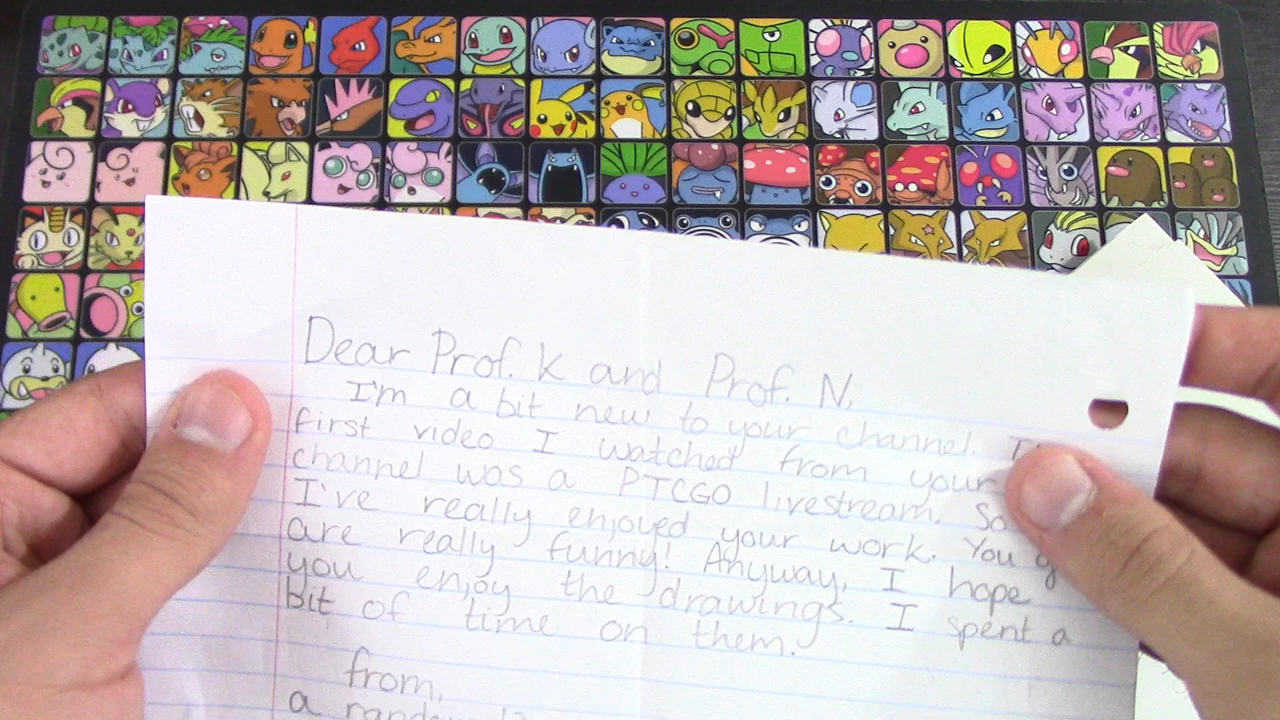 Dear Prof. K and Prof. N,
I'm a bit new to your channel.
first video I watched from your
channel was a PTCGO livestream. So
I've really enjoyed your work. You
are really funny! Anyway, I hope
you enjoy the drawings. I spent a
bit of time on them.
from,
a